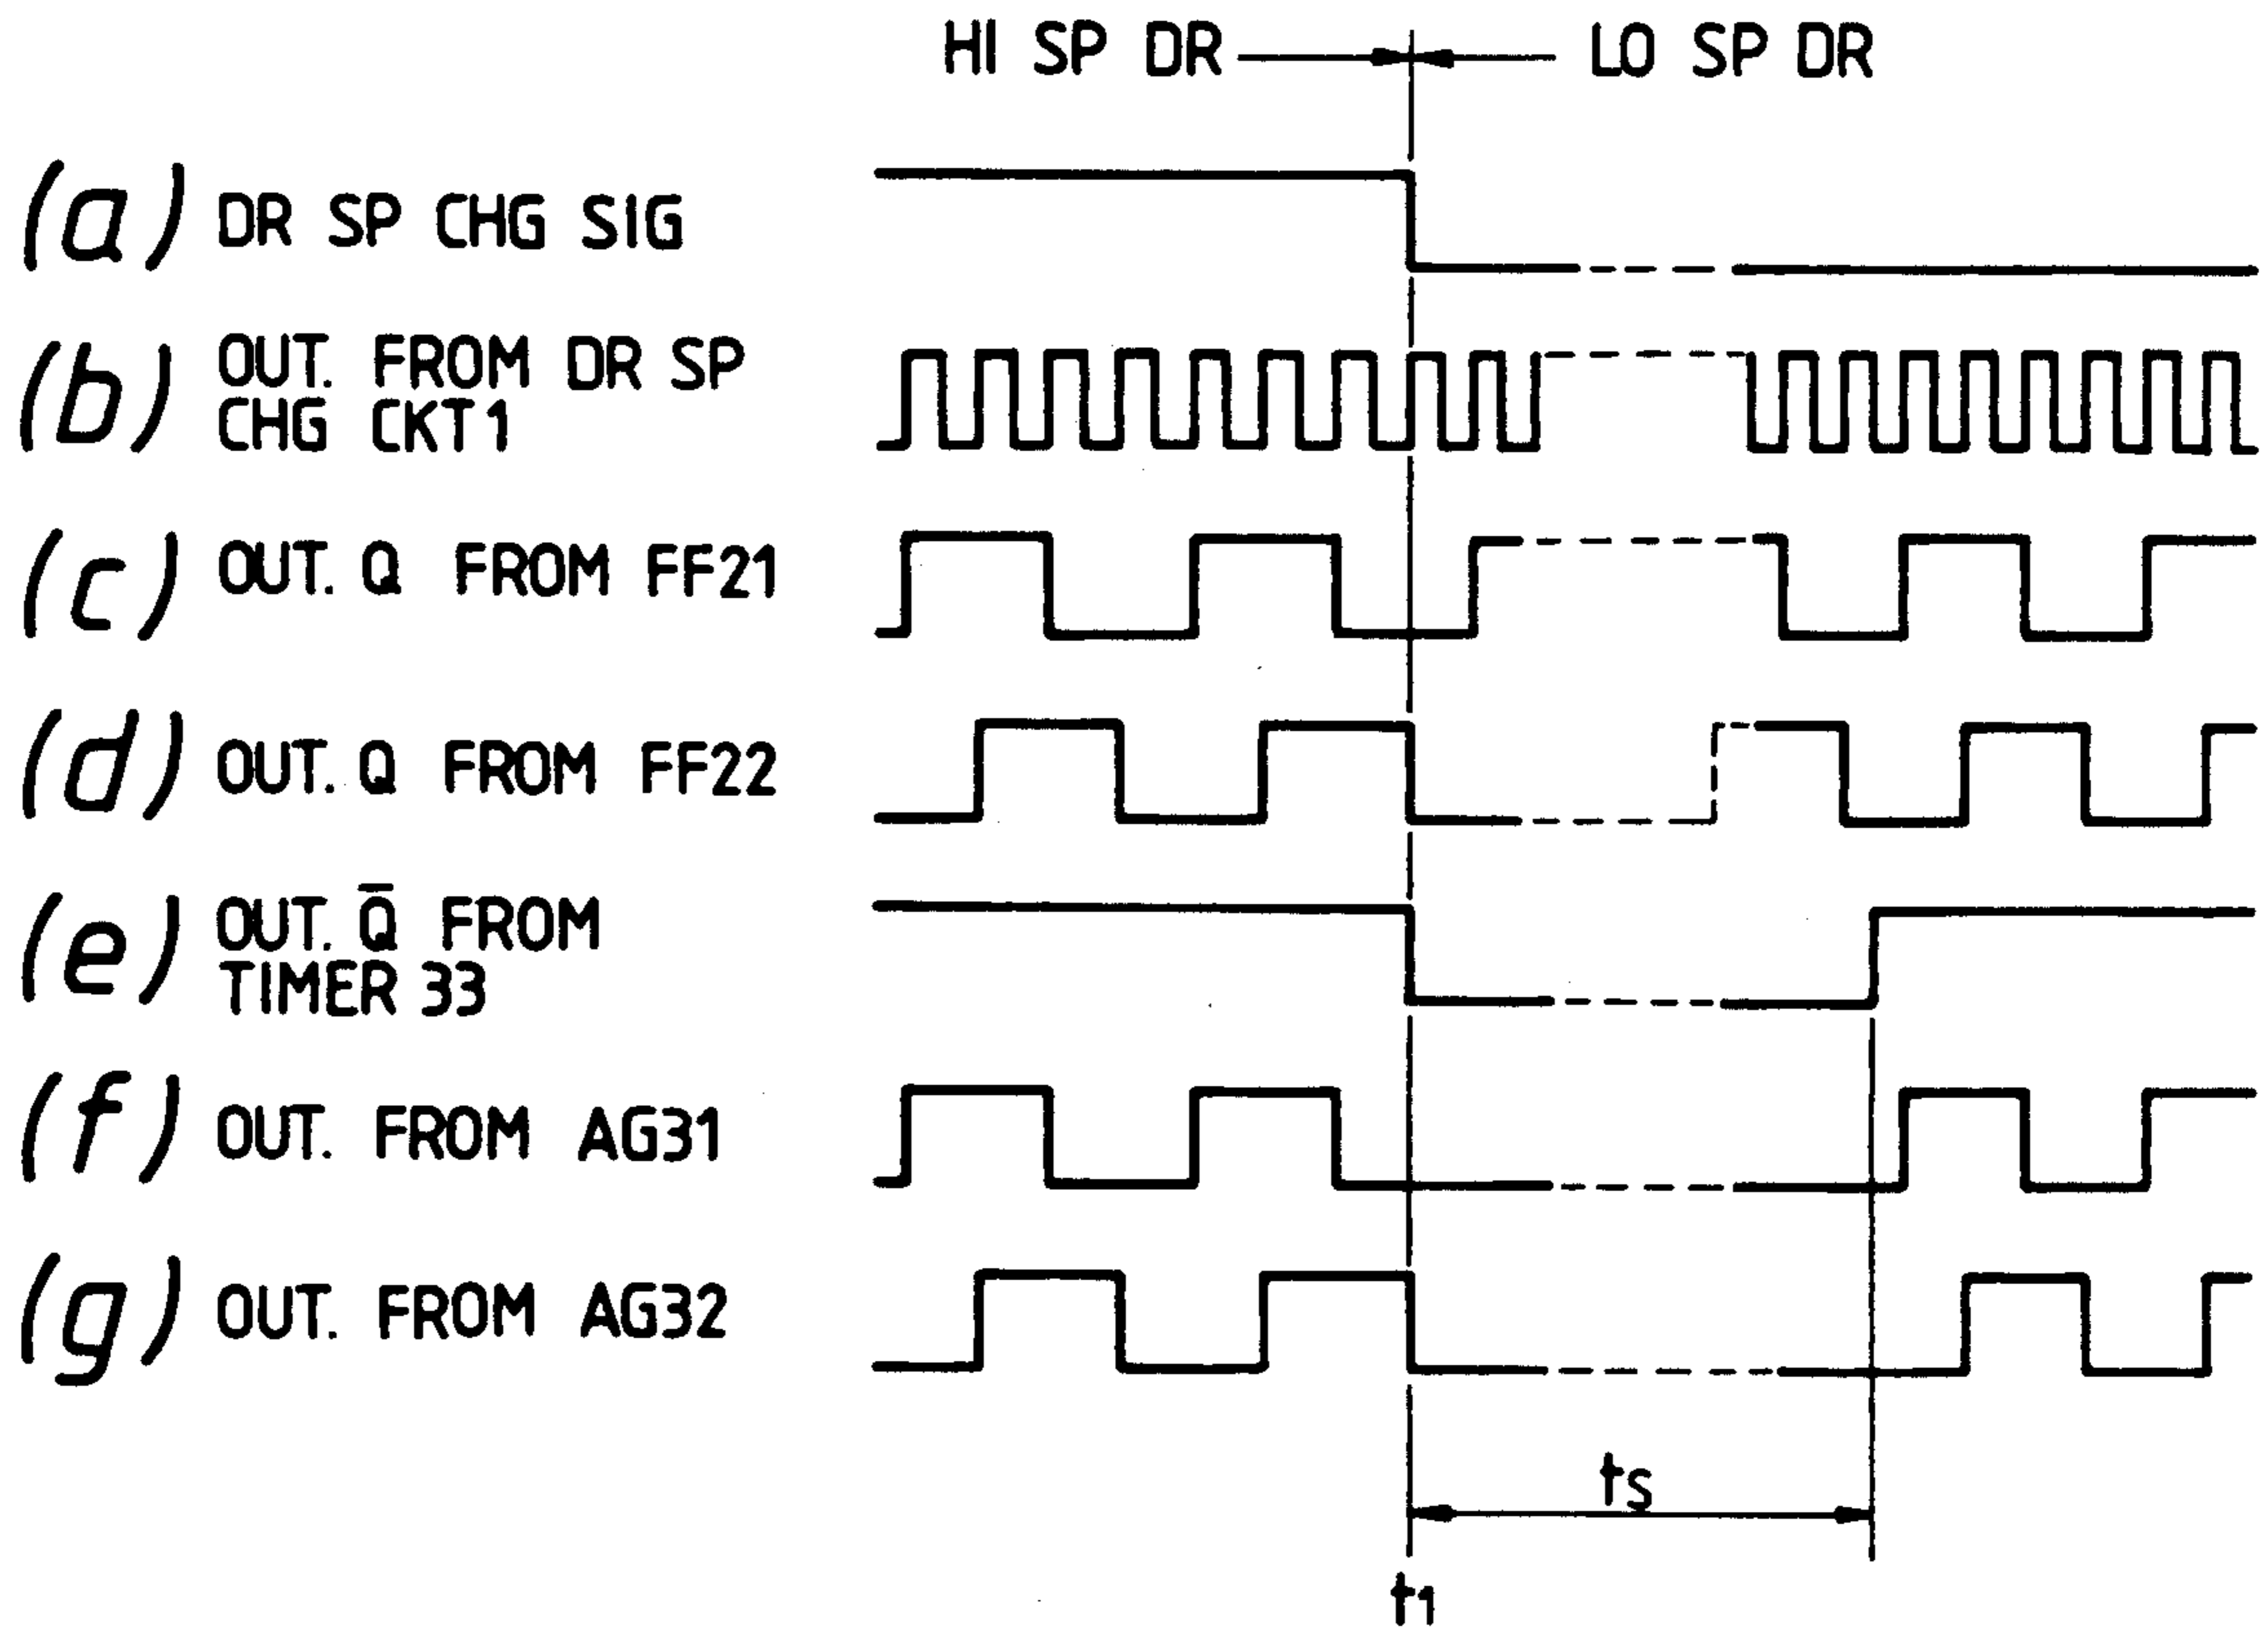 HI SP DR LO SP DR
(a) DR SP CHG SIG
(b) OUT. FROM DR SP
CHG CKT1
(c) OUT. Q FROM FF21
(d) OUT. Q FROM FF22
(e) OUT. Q̄ FROM
TIMER 33
(f) OUT. FROM AG31
(g) OUT. FROM AG32
ts
t1